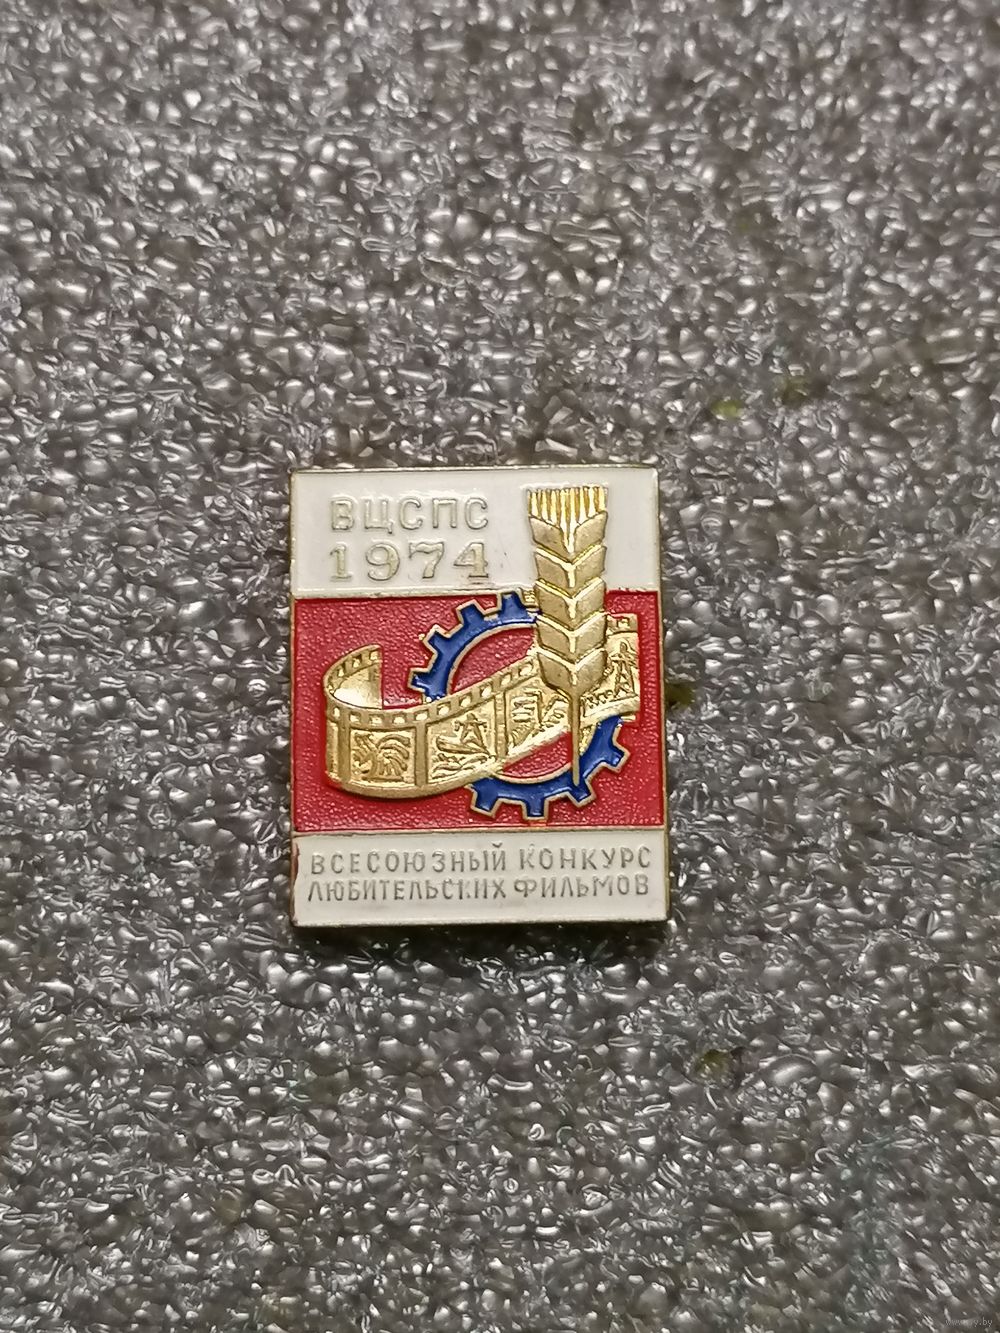 ВЦСПС
1974
ВСЕСОЮЗНЫЙ КОНКУРС
ЛЮБИТЕЛЬСКИХ ФИЛЬМОВ